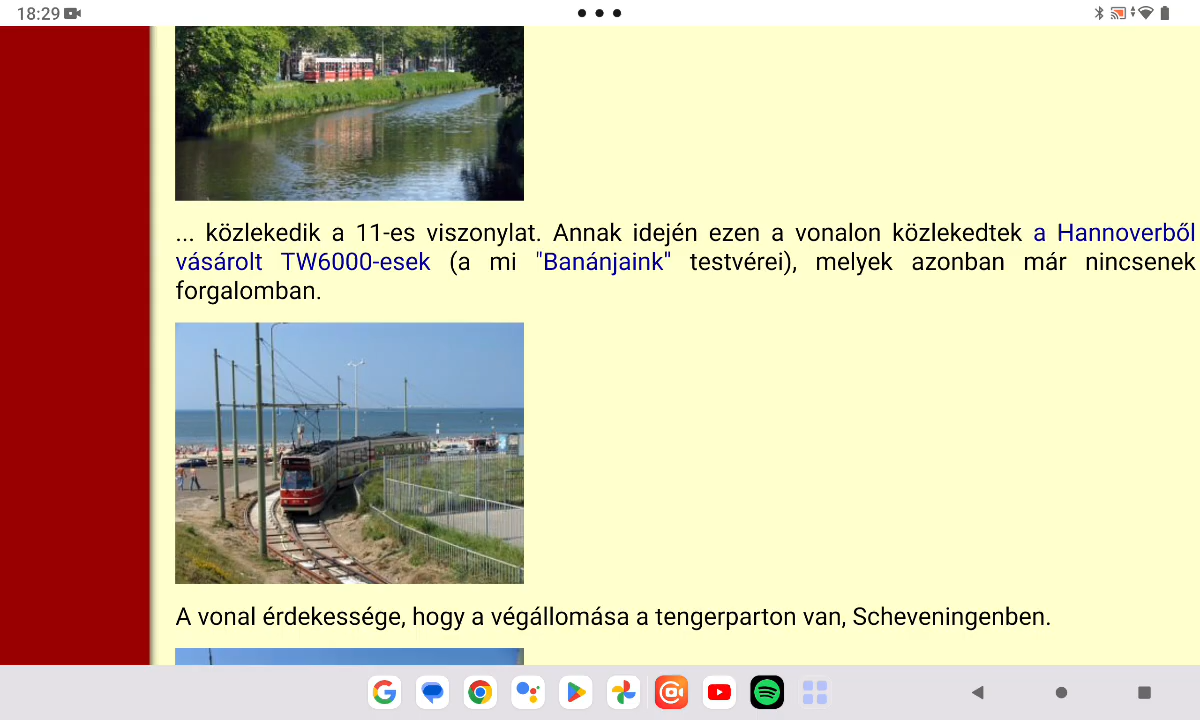 18:29
... közlekedik a 11-es viszonylat. Annak idején ezen a vonalon közlekedtek a Hannoverből
vásárolt TW6000-esek (a mi "Banánjaink" testvérei), melyek azonban már nincsenek
forgalomban.
11
A vonal érdekessége, hogy a végállomása a tengerparton van, Scheveningenben.